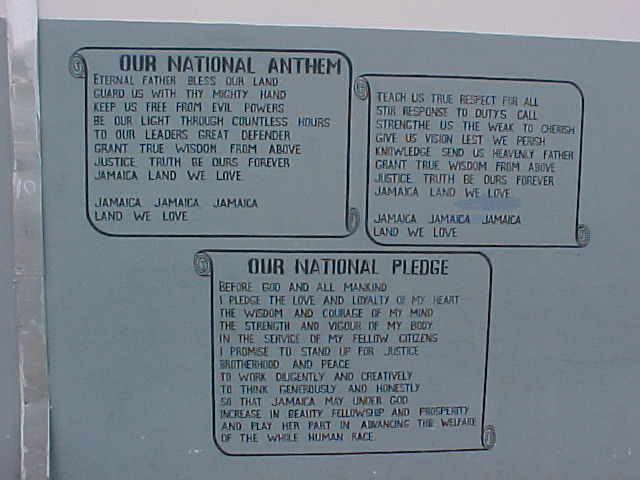 OUR NATIONAL ANTHEM
ETERNAL FATHER BLESS OUR LAND
GUARD US WITH THY MIGHTY HAND
KEEP US FREE FROM EVIL POWERS
BE OUR LIGHT THROUGH COUNTLESS HOURS
TO OUR LEADERS GREAT DEFENDER
GRANT TRUE WISDOM FROM ABOVE
JUSTICE, TRUTH BE OURS FOREVER
JAMAICA LAND WE LOVE
JAMAICA JAMAICA JAMAICA
LAND WE LOVE
TEACH US TRUE RESPECT FOR ALL
STIR RESPONSE TO DUTY'S CALL
STRENGTHE US THE WEAK TO CHERISH
GIVE US VISION LEST WE PERISH
KNOWLEDGE SEND US HEAVENLY FATHER
GRANT TRUE WISDOM FROM ABOVE
JUSTICE, TRUTH BE OURS FOREVER
JAMAICA LAND WE LOVE
JAMAICA JAMAICA JAMAICA
LAND WE LOVE
OUR NATIONAL PLEDGE
BEFORE GOD AND ALL MANKIND
I PLEDGE THE LOVE AND LOYALTY OF MY HEART
THE WISDOM AND COURAGE OF MY MIND
THE STRENGTH AND VIGOUR OF MY BODY
IN THE SERVICE OF MY FELLOW CITIZENS
I PROMISE TO STAND UP FOR JUSTICE
BROTHERHOOD AND PEACE
TO WORK DILIGENTLY AND CREATIVELY
TO THINK GENEROUSLY AND HONESTLY
SO THAT JAMAICA MAY UNDER GOD
INCREASE IN BEAUTY FELLOWSHIP AND PROSPERITY
AND PLAY HER PART IN ADVANCING THE WELFARE
OF THE WHOLE HUMAN RACE.